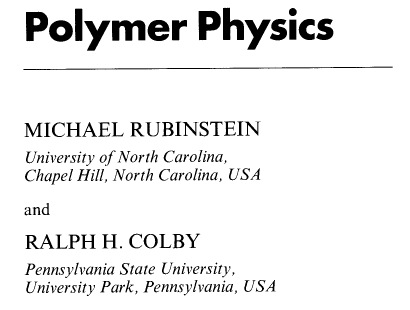 Polymer Physics
MICHAEL RUBINSTEIN
University of North Carolina,
Chapel Hill, North Carolina, USA
and
RALPH H. COLBY
Pennsylvania State University,
University Park, Pennsylvania, USA